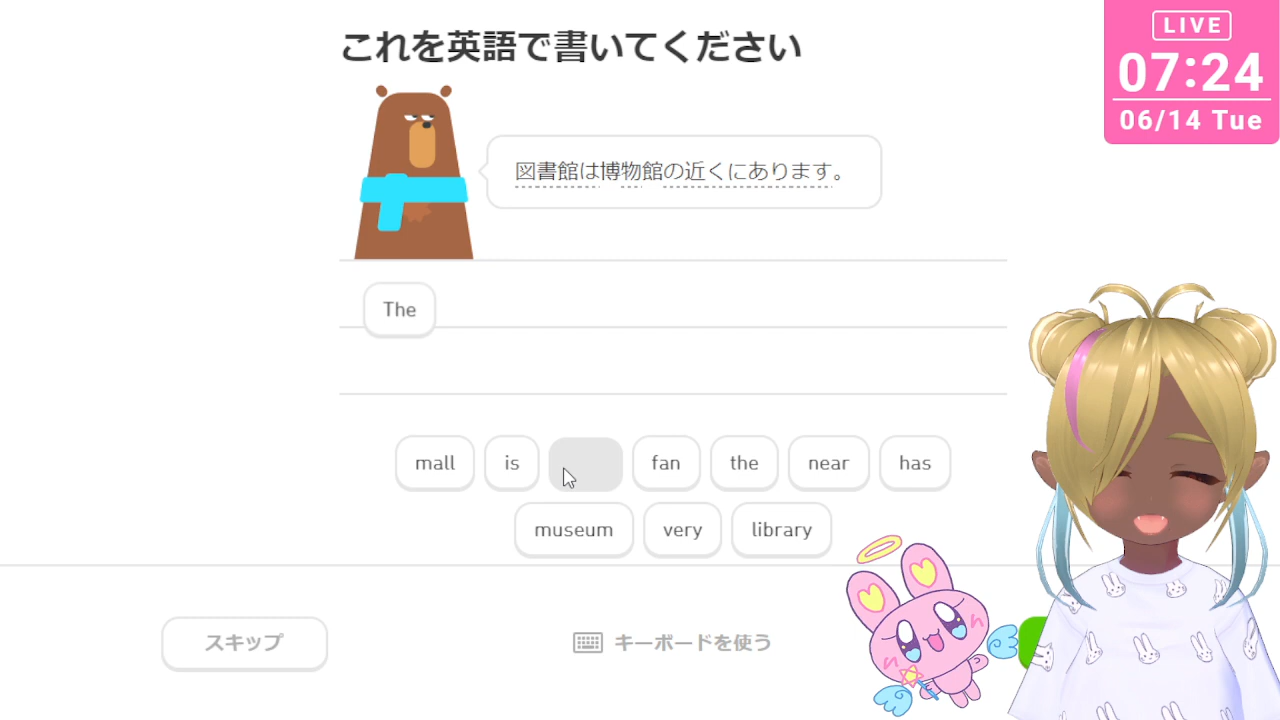 これを英語で書いてください
LIVE
07:24
06/14 Tue
図書館は博物館の近くにあります。
The
mall is fan the near has
museum very library
スキップ
キーボードを使う